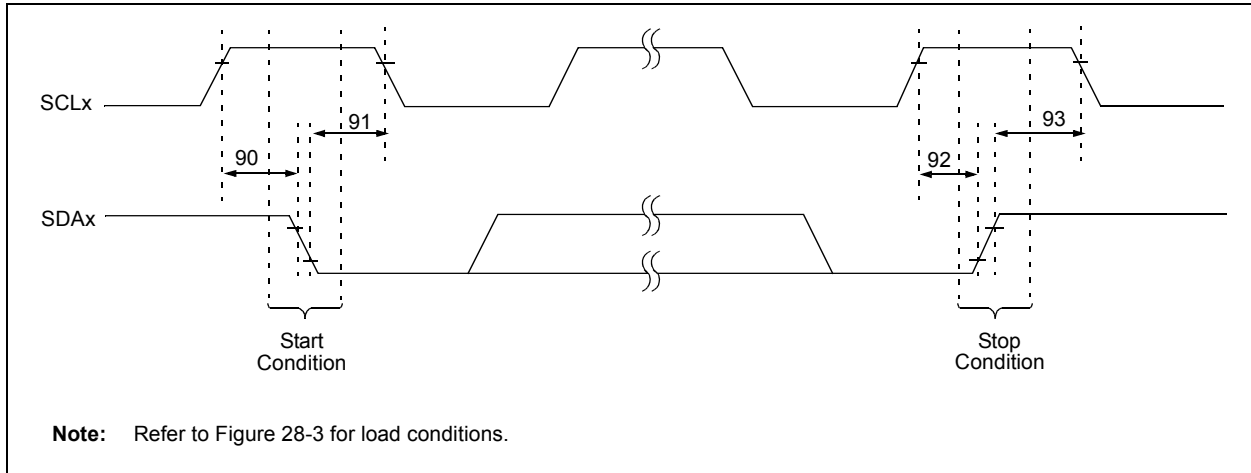 SCLx
91
93
90
92
SDAx
Start
Condition
Stop
Condition
Note: Refer to Figure 28-3 for load conditions.